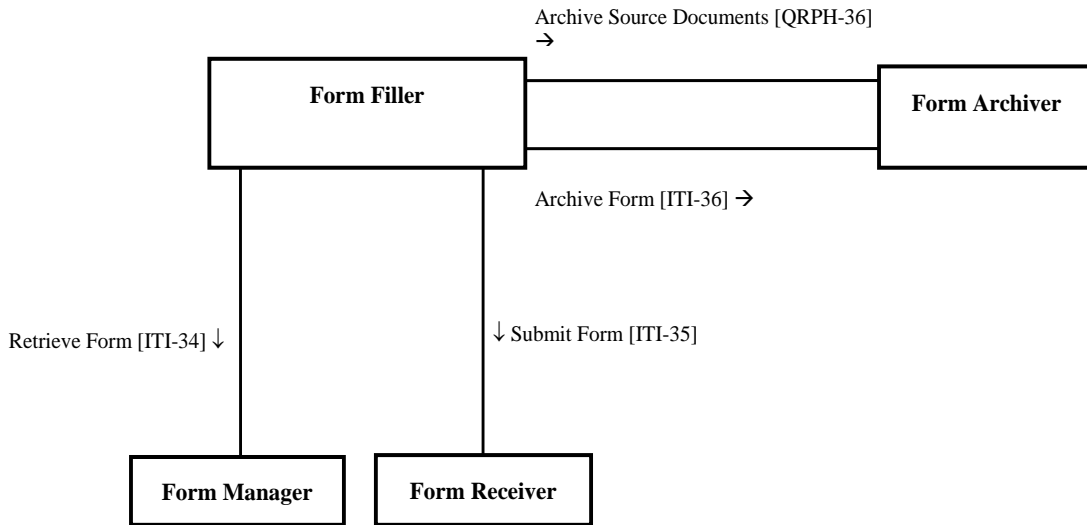 Archive Source Documents [QRPH-36]
→
Form Filler
Form Archiver
Archive Form [ITI-36] →
Retrieve Form [ITI-34] ↓
↓ Submit Form [ITI-35]
Form Manager
Form Receiver